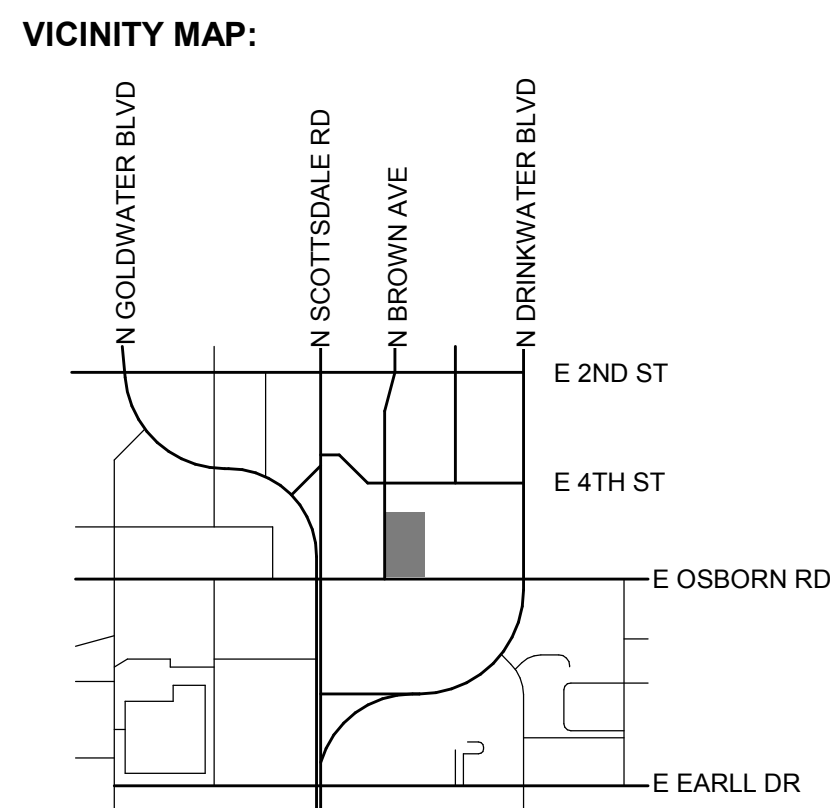 VICINITY MAP:
N GOLDWATER BLVD
N SCOTTSDALE RD
N BROWN AVE
N DRINKWATER BLVD
E 2ND ST
E 4TH ST
E OSBORN RD
E EARLL DR